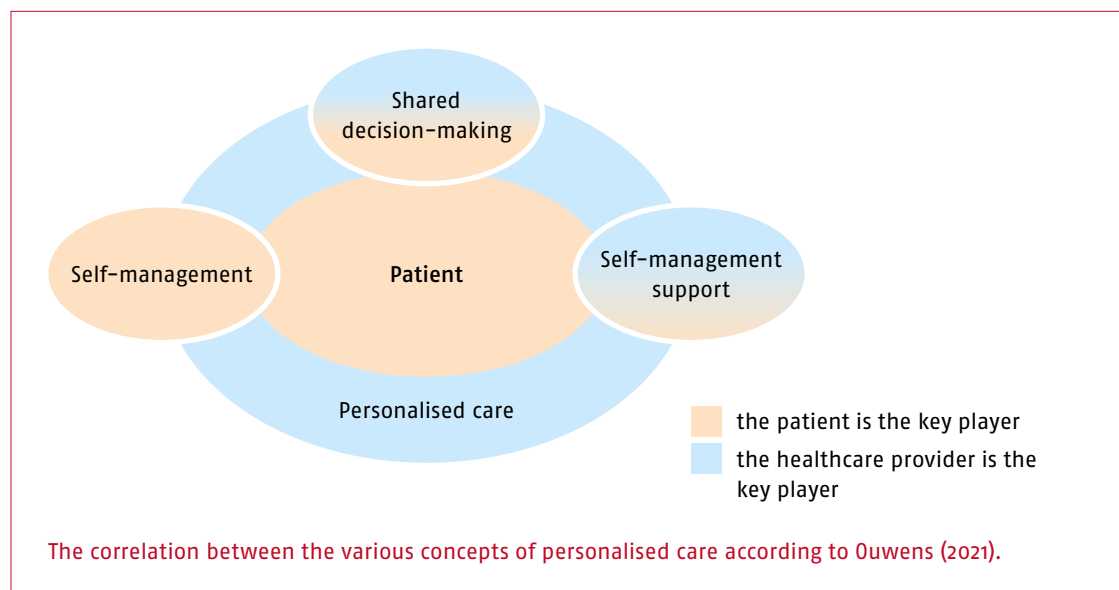 Shared
decision-making
Self-management
Patient
Self-management
support
Personalised care
the patient is the key player
the healthcare provider is the
key player
The correlation between the various concepts of personalised care according to Ouwens (2021).